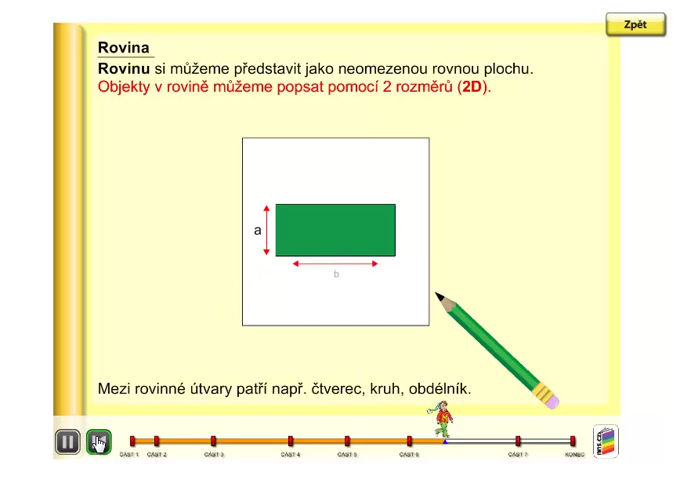 Zpět
Rovina
Rovinu si můžeme představit jako neomezenou rovnou plochu.
Objekty v rovině můžeme popsat pomocí 2 rozměrů (2D).
a
b
Mezi rovinné útvary patří např. čtverec, kruh, obdélník.
ČÁST 1. ČÁST 2. ČÁST 3. ČÁST 4. ČÁST 5. ČÁST 6. ČÁST 7. KONEC